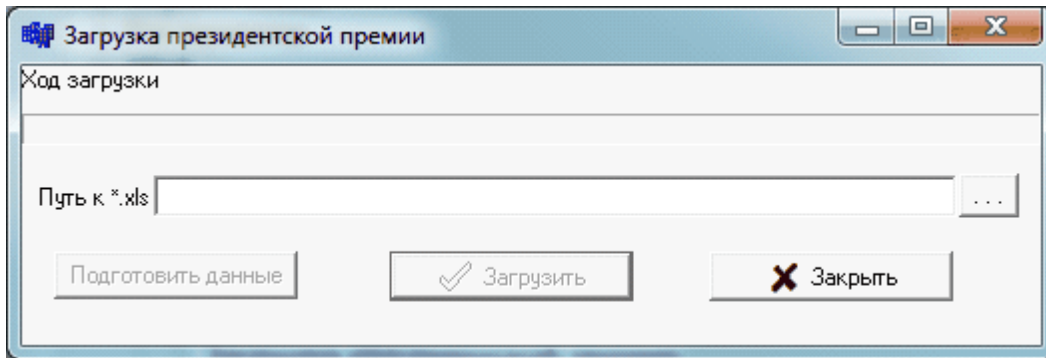 Загрузка президентской премии
Ход загрузки
Путь к *.xls ...
Подготовить данные Загрузить Закрыть